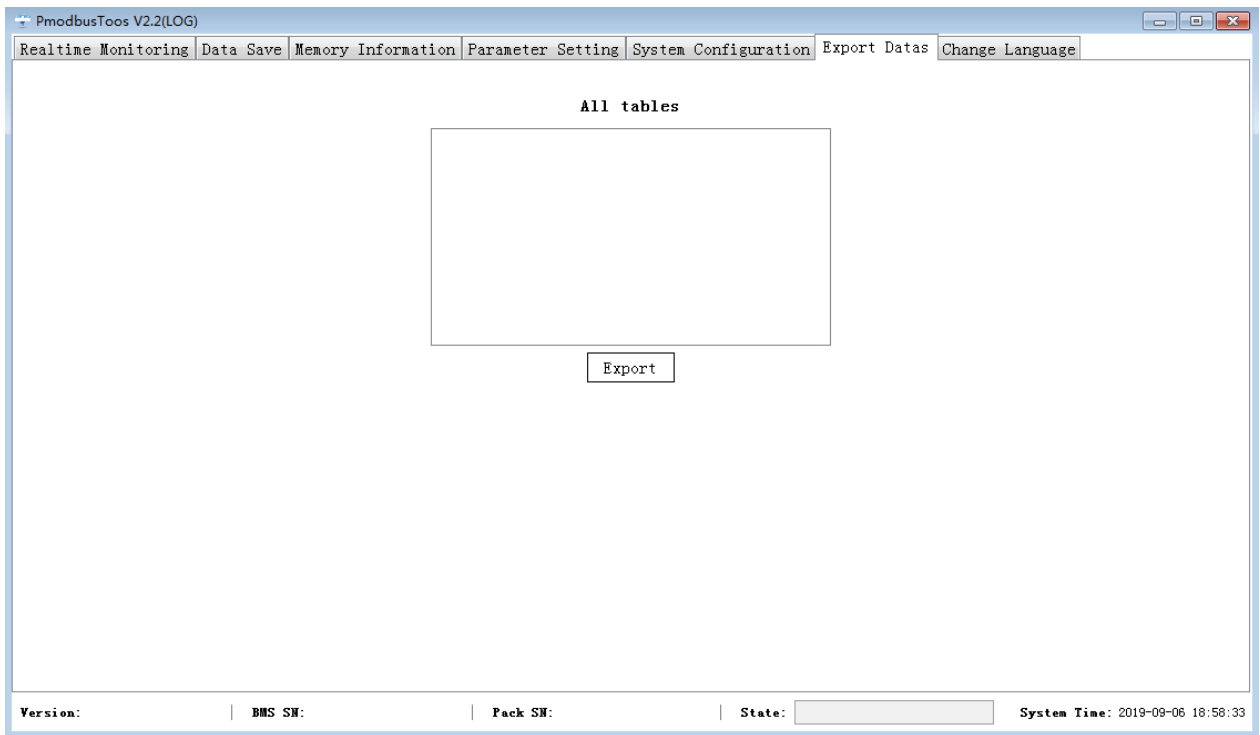 PmodbusToos V2.2(LOG)
Realtime Monitoring Data Save Memory Information Parameter Setting System Configuration Export Datas Change Language
All tables
Export
Version: BMS SN: Pack SN: State: System Time: 2019-09-06 18:58:33